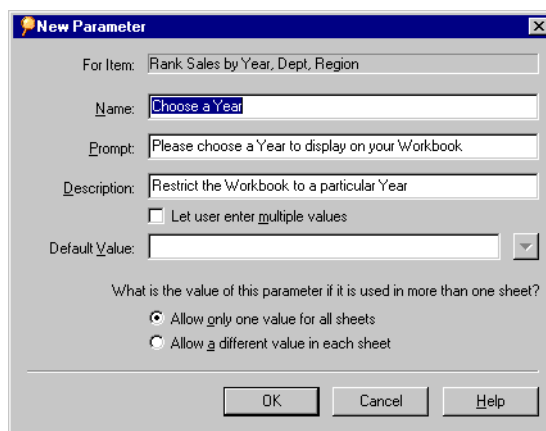 New Parameter
For Item: Rank Sales by Year, Dept, Region
Name: Choose a Year
Prompt: Please choose a Year to display on your Workbook
Description: Restrict the Workbook to a particular Year
Let user enter multiple values
Default Value:
What is the value of this parameter if it is used in more than one sheet?
Allow only one value for all sheets
Allow a different value in each sheet
OK Cancel Help